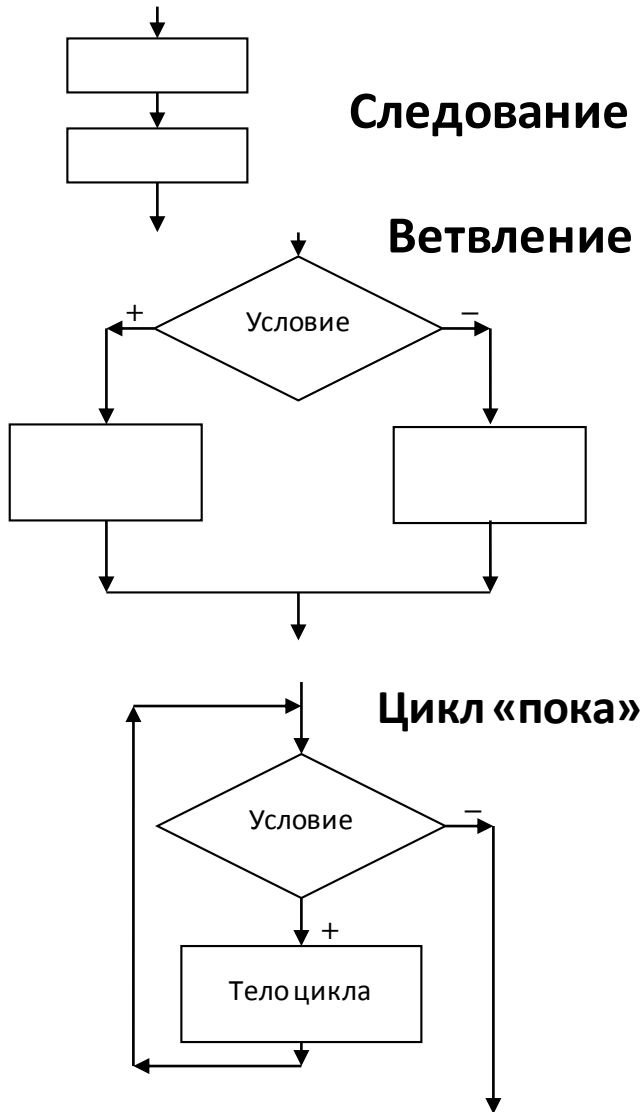 Следование
Ветвление
Условие
+
−
Цикл «пока»
Условие
−
+
Тело цикла